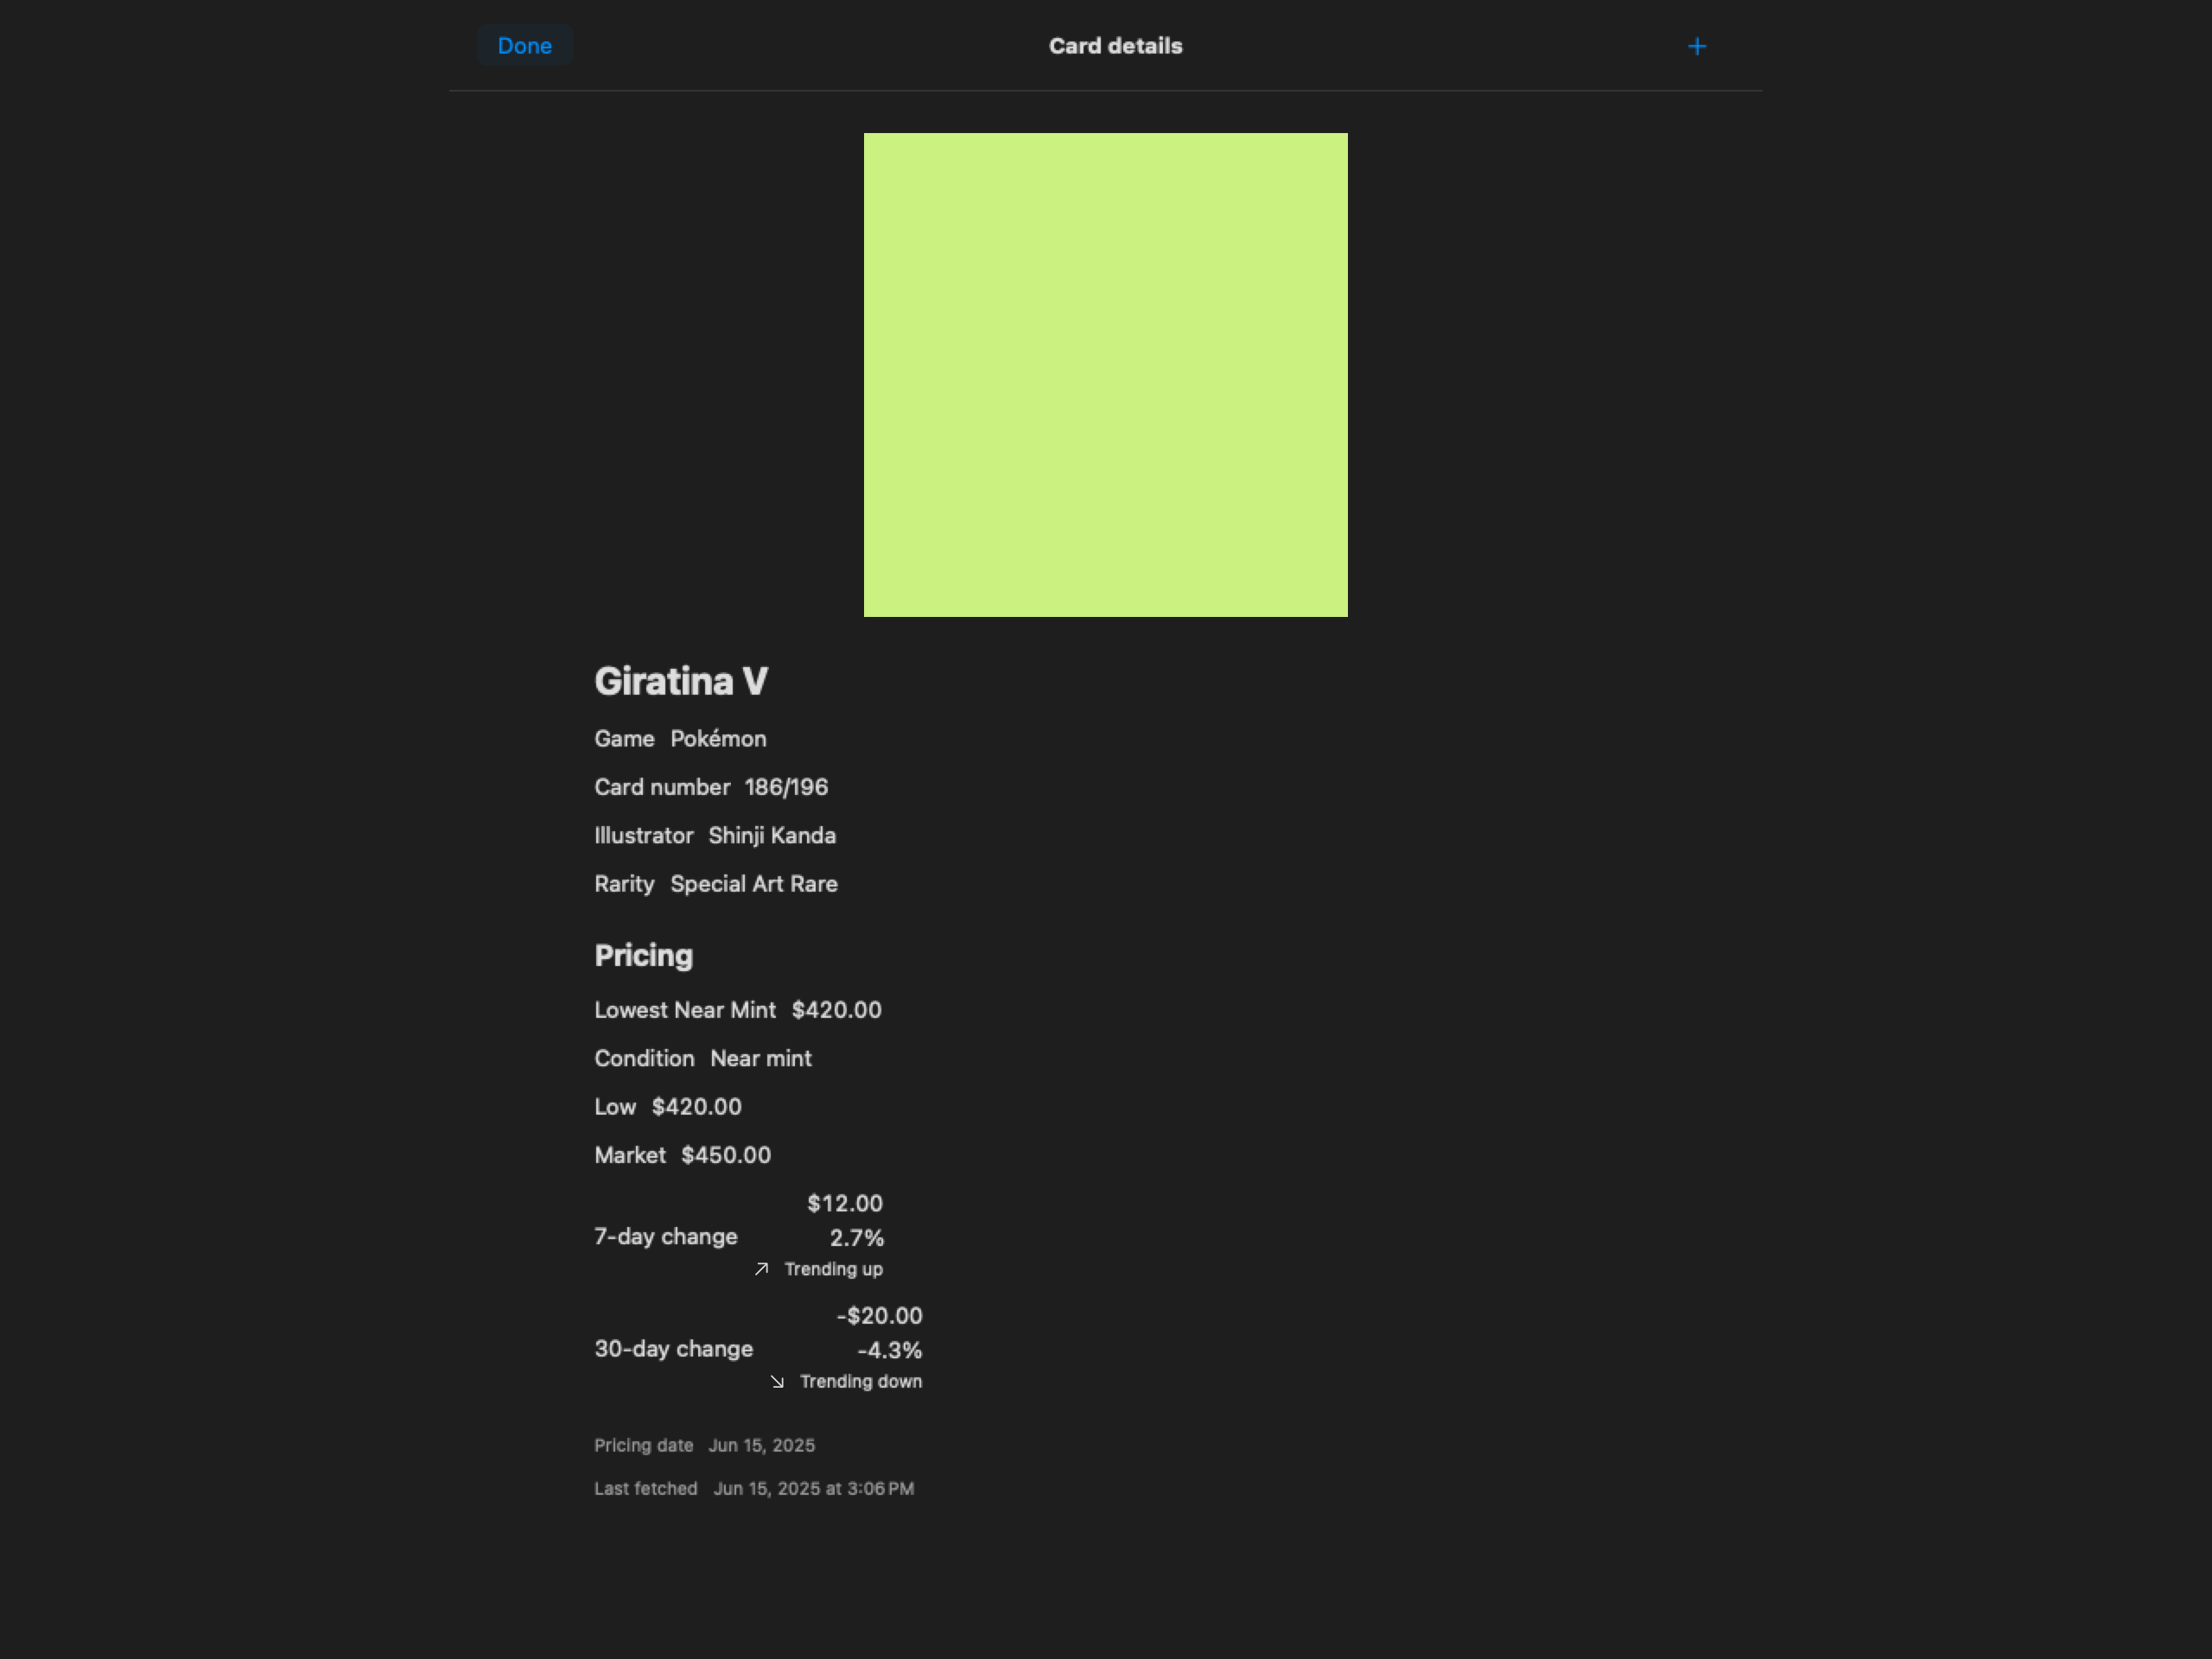 Done
Card details
+
Giratina V
Game Pokémon
Card number 186/196
Illustrator Shinji Kanda
Rarity Special Art Rare
Pricing
Lowest Near Mint $420.00
Condition Near mint
Low $420.00
Market $450.00
$12.00
7-day change 2.7%
Trending up
-$20.00
30-day change -4.3%
Trending down
Pricing date Jun 15, 2025
Last fetched Jun 15, 2025 at 3:06 PM